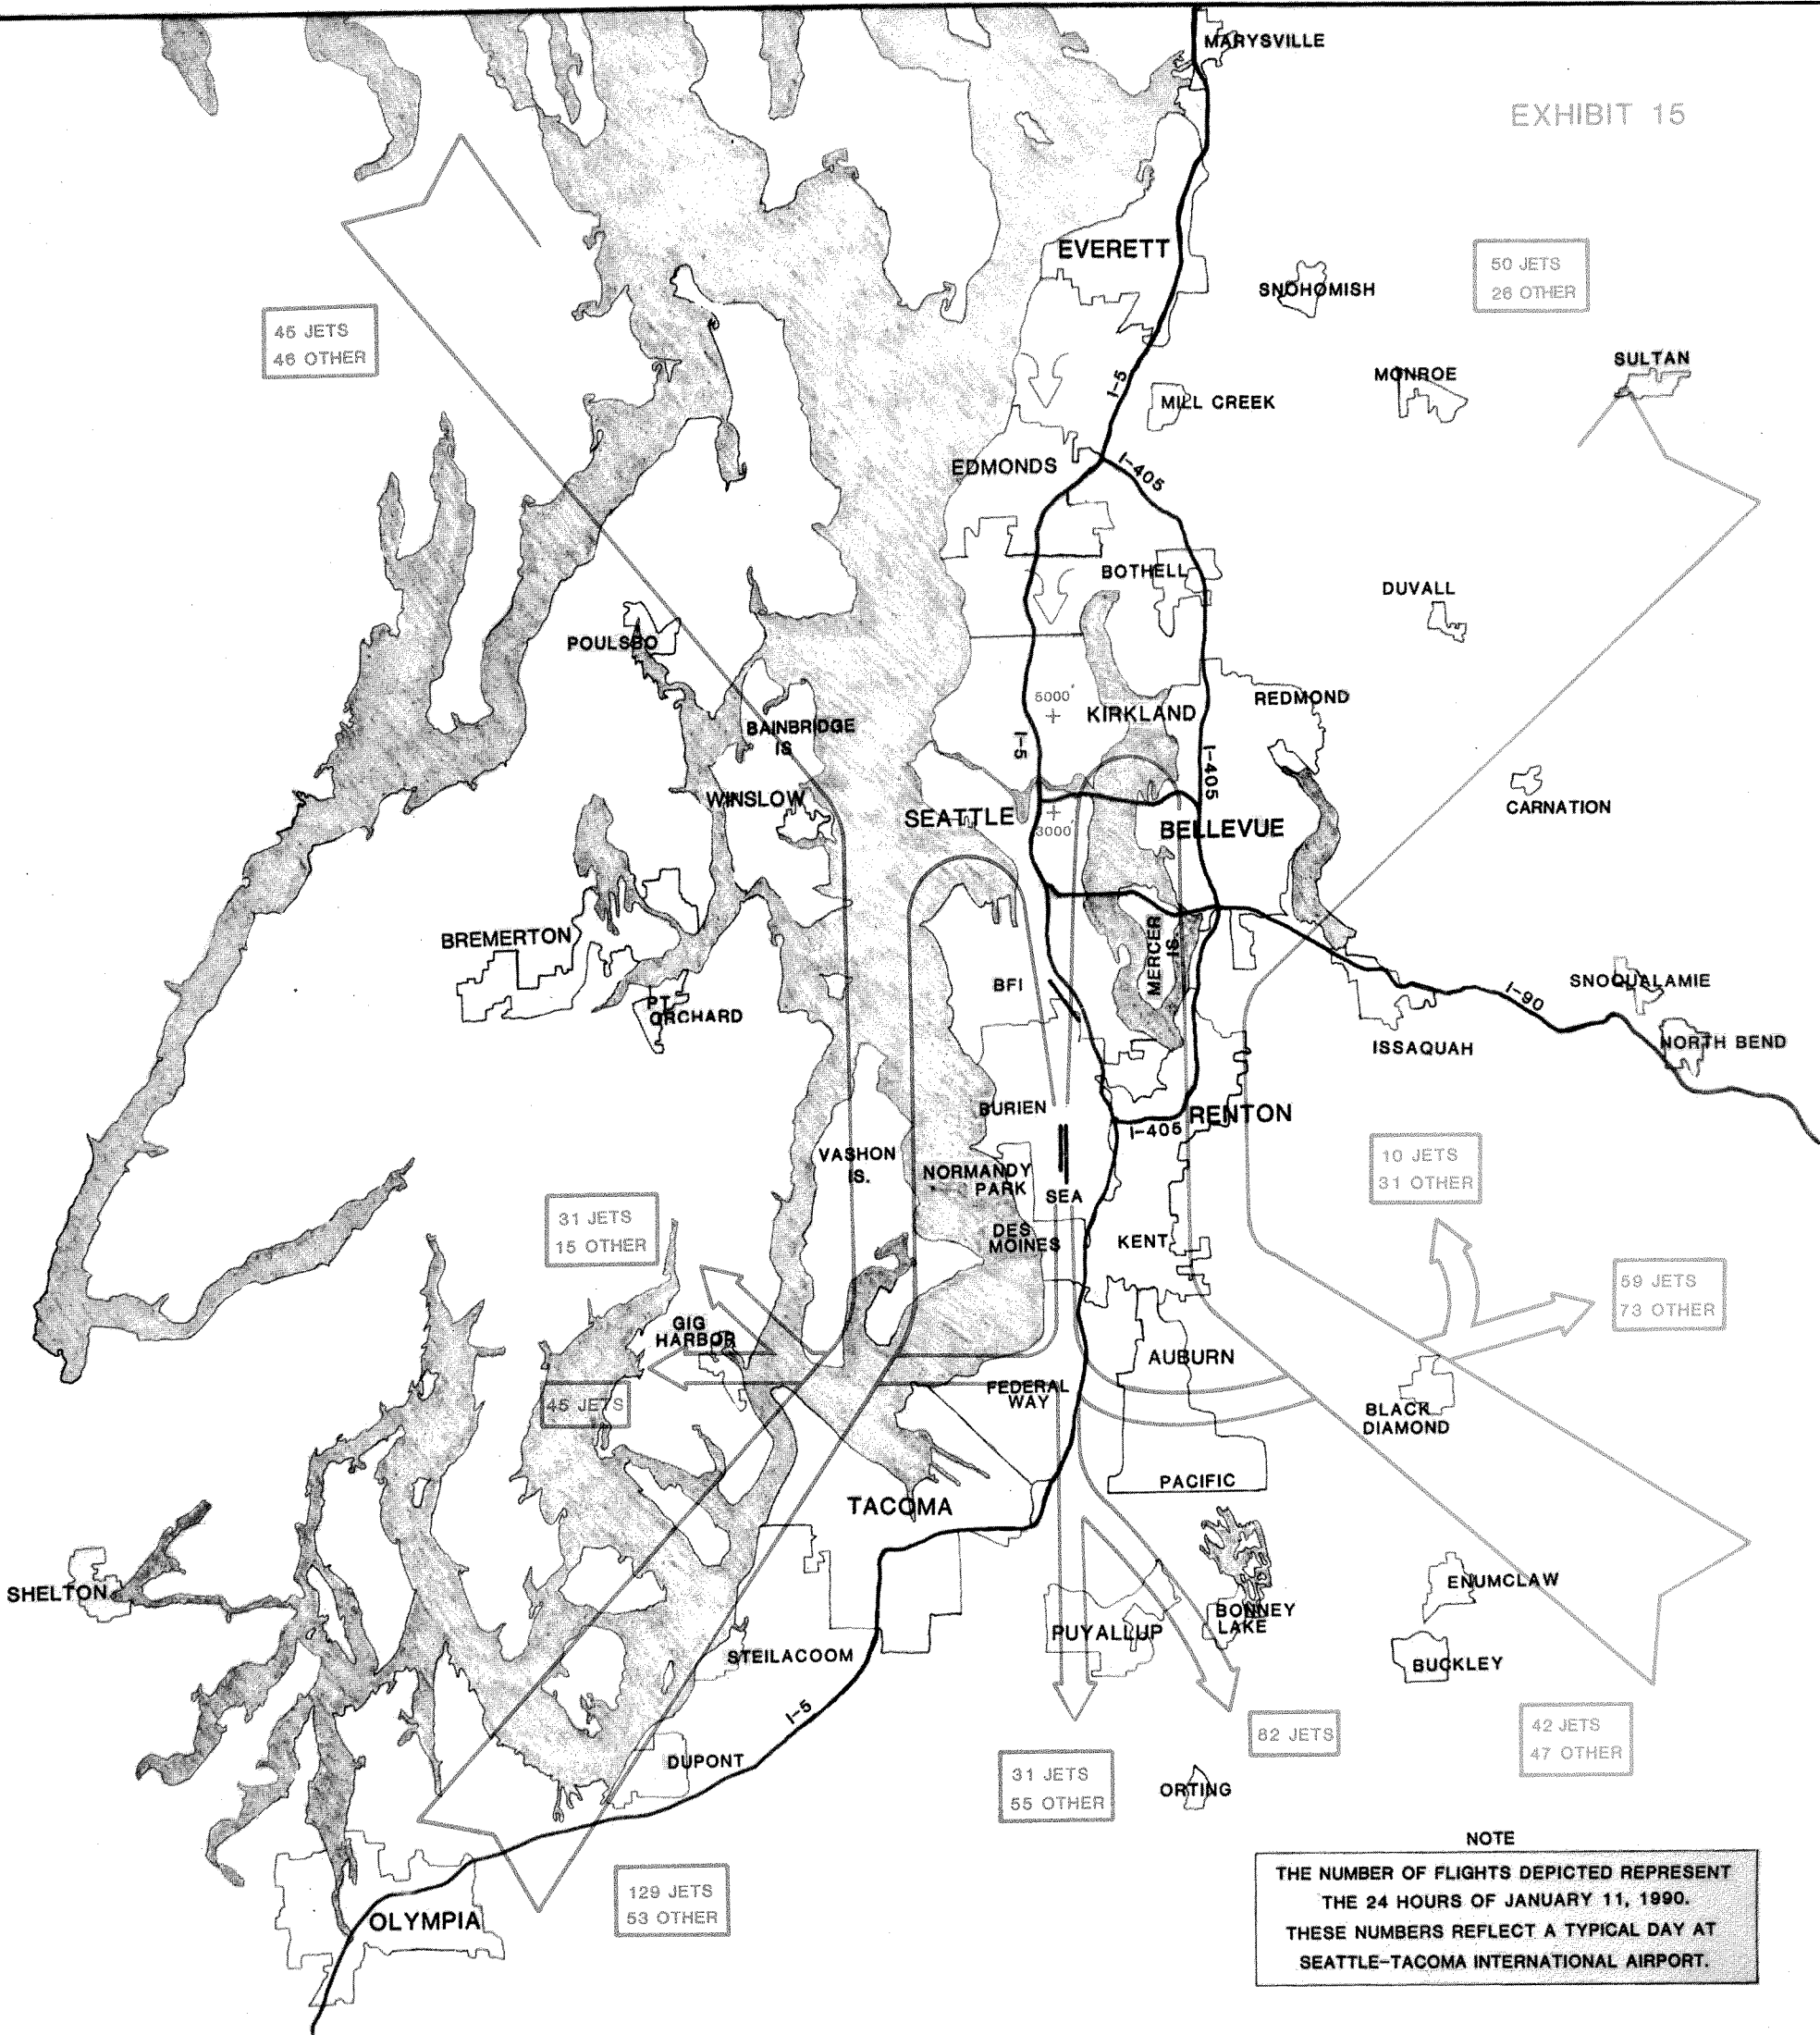 MARYSVILLE
EXHIBIT 15
EVERETT
SNOHOMISH
50 JETS
26 OTHER
45 JETS
46 OTHER
I-5
MILL CREEK
MONROE
SULTAN
EDMONDS
I-405
BOTHELL
DUVALL
POULSBO
5000'
KIRKLAND
REDMOND
BAINBRIDGE
IS
I-5
I-405
WINSLOW
SEATTLE
3000'
BELLEVUE
CARNATION
BREMERTON
MERCER
IS.
BFI
PT.
ORCHARD
I-90
SNOQUALAMIE
ISSAQUAH
NORTH BEND
BURIEN
I-405
RENTON
VASHON
IS.
NORMANDY
PARK
SEA
10 JETS
31 OTHER
31 JETS
15 OTHER
DES
MOINES
KENT
59 JETS
73 OTHER
GIG
HARBOR
AUBURN
45 JETS
FEDERAL
WAY
BLACK
DIAMOND
PACIFIC
TACOMA
SHELTON
ENUMCLAW
BONNEY
LAKE
PUYALLUP
STEILACOOM
BUCKLEY
I-5
DUPONT
82 JETS
42 JETS
47 OTHER
31 JETS
55 OTHER
ORTING
129 JETS
53 OTHER
OLYMPIA
NOTE
THE NUMBER OF FLIGHTS DEPICTED REPRESENT
THE 24 HOURS OF JANUARY 11, 1990.
THESE NUMBERS REFLECT A TYPICAL DAY AT
SEATTLE-TACOMA INTERNATIONAL AIRPORT.